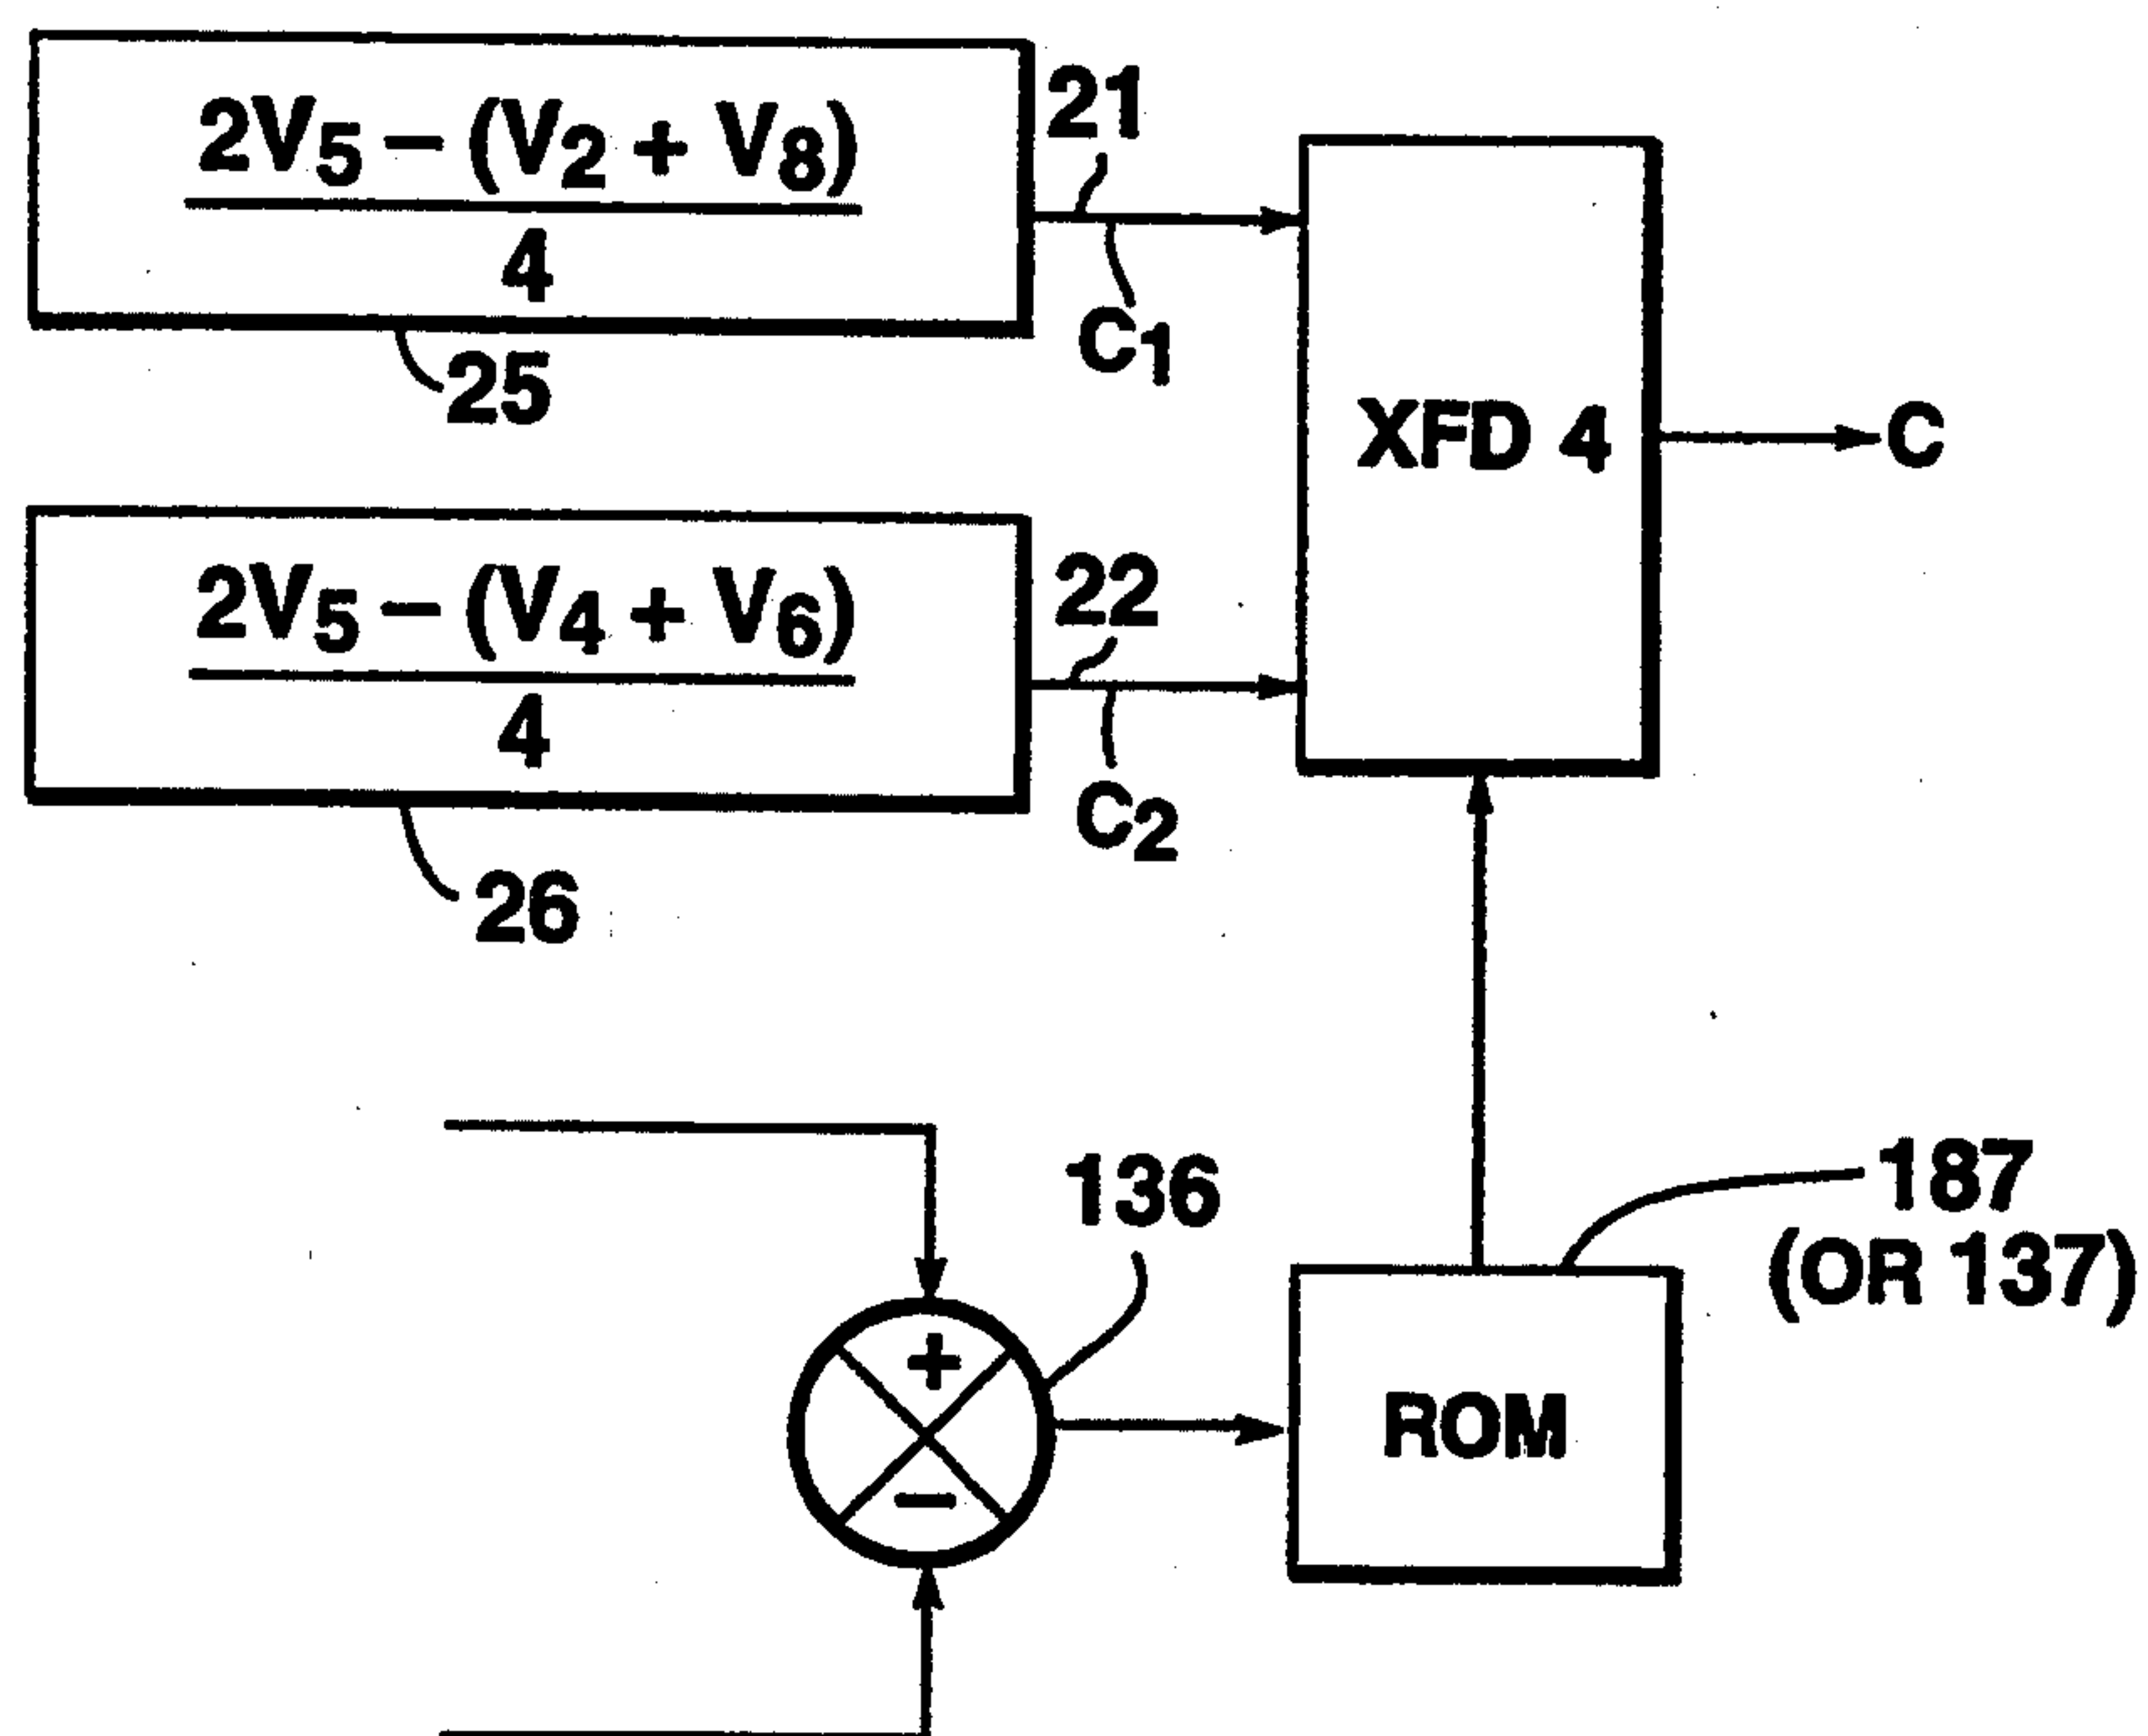 2V5 – (V2 + V8)
4
21
C1
25
2V5 – (V4 + V6)
4
22
C2
26
XFD 4
C
136
+
–
187
(OR 137)
ROM